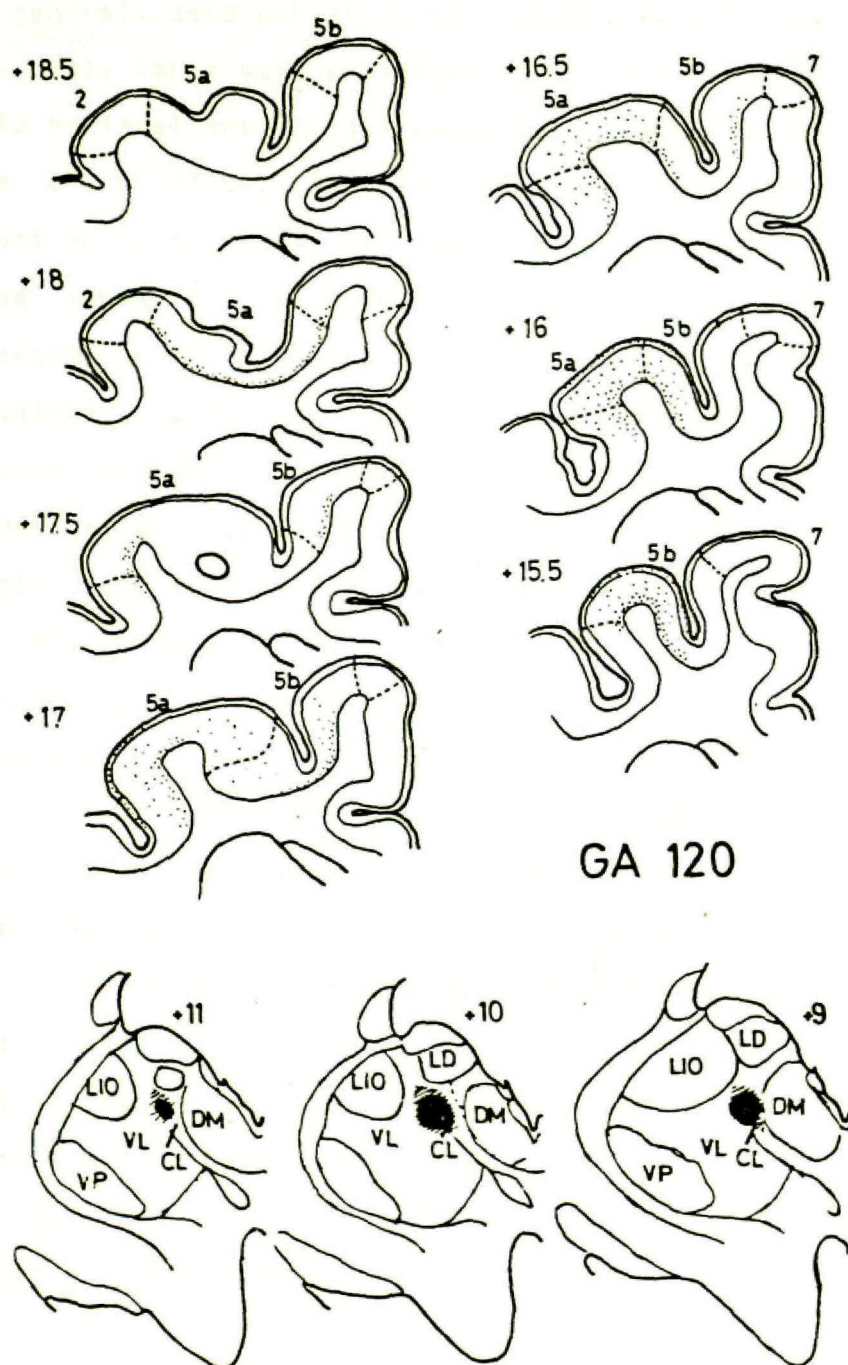 +18.5 2 5a 5b
+18 2 5a
+17.5 5a 5b
+17 5a 5b
+16.5 5a 5b 7
+16 5a 5b 7
+15.5 5b 7
GA 120
+11 LIO DM VL CL VP
+10 LD LIO DM VL CL
+9 LD LIO DM VL CL VP